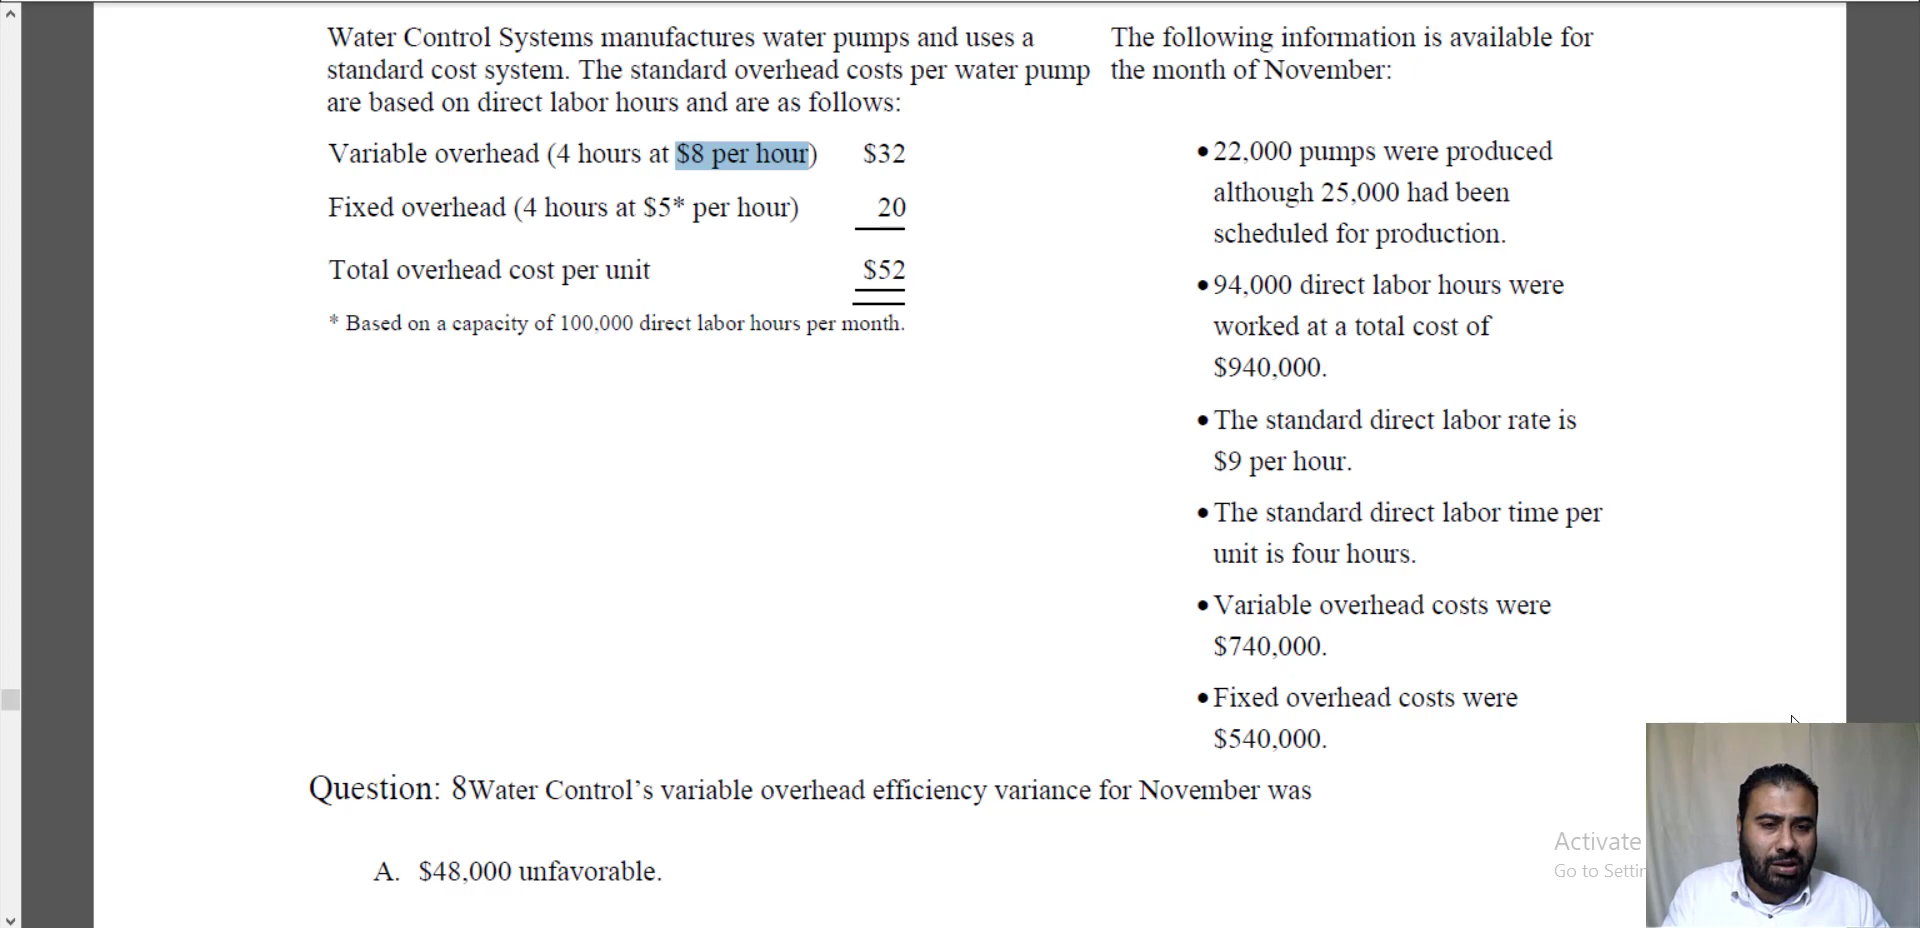 Water Control Systems manufactures water pumps and uses a
standard cost system. The standard overhead costs per water pump
are based on direct labor hours and are as follows:
Variable overhead (4 hours at $8 per hour) $32
Fixed overhead (4 hours at $5* per hour) 20
Total overhead cost per unit $52
* Based on a capacity of 100,000 direct labor hours per month.
The following information is available for
the month of November:
•22,000 pumps were produced
although 25,000 had been
scheduled for production.
•94,000 direct labor hours were
worked at a total cost of
$940,000.
•The standard direct labor rate is
$9 per hour.
•The standard direct labor time per
unit is four hours.
•Variable overhead costs were
$740,000.
•Fixed overhead costs were
$540,000.
Question: 8Water Control’s variable overhead efficiency variance for November was
A. $48,000 unfavorable.
Activate
Go to Settin